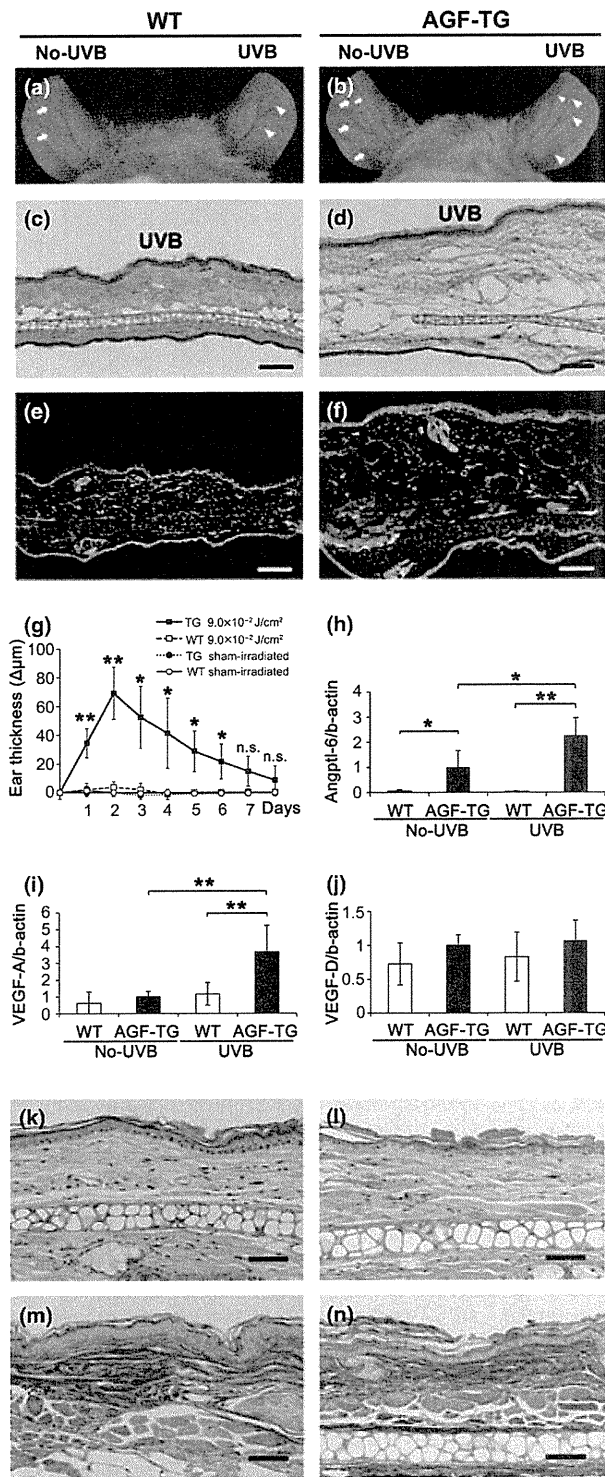 WT AGF-TG
No-UVB UVB No-UVB UVB
(a) (b)
(c) UVB (d) UVB
(e) (f)
(g)
TG 9.0×10⁻² J/cm²
WT 9.0×10⁻² J/cm²
TG sham-irradiated
WT sham-irradiated
Ear thickness (Δμm)
100
80
60
40
20
0
** ** * * * * n.s. n.s.
1 2 3 4 5 6 7 Days
(h)
Angptl-6/b-actin
4
3
2
1
0
* * **
WT AGF-TG WT AGF-TG
No-UVB UVB
(i)
VEGF-A/b-actin
6
5
4
3
2
1
0
** **
WT AGF-TG WT AGF-TG
No-UVB UVB
(j)
VEGF-D/b-actin
1.5
1
0.5
0
WT AGF-TG WT AGF-TG
No-UVB UVB
(k) (l)
(m) (n)